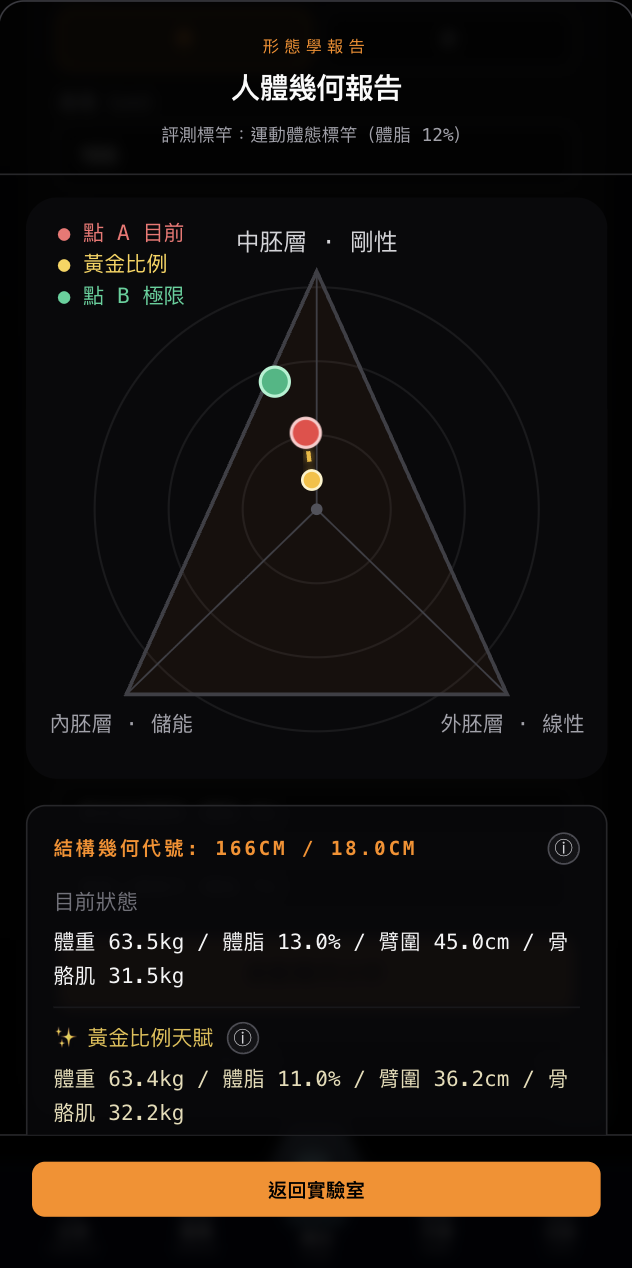 形態學報告
人體幾何報告
評測標竿：運動體態標竿 (體脂 12%)
點 A 目前
黃金比例
點 B 極限
中胚層 · 剛性
內胚層 · 儲能
外胚層 · 線性
結構幾何代號: 166CM / 18.0CM ⓘ
目前狀態
體重 63.5kg / 體脂 13.0% / 臂圍 45.0cm / 骨
骼肌 31.5kg
✨ 黃金比例天賦 ⓘ
體重 63.4kg / 體脂 11.0% / 臂圍 36.2cm / 骨
骼肌 32.2kg
返回實驗室